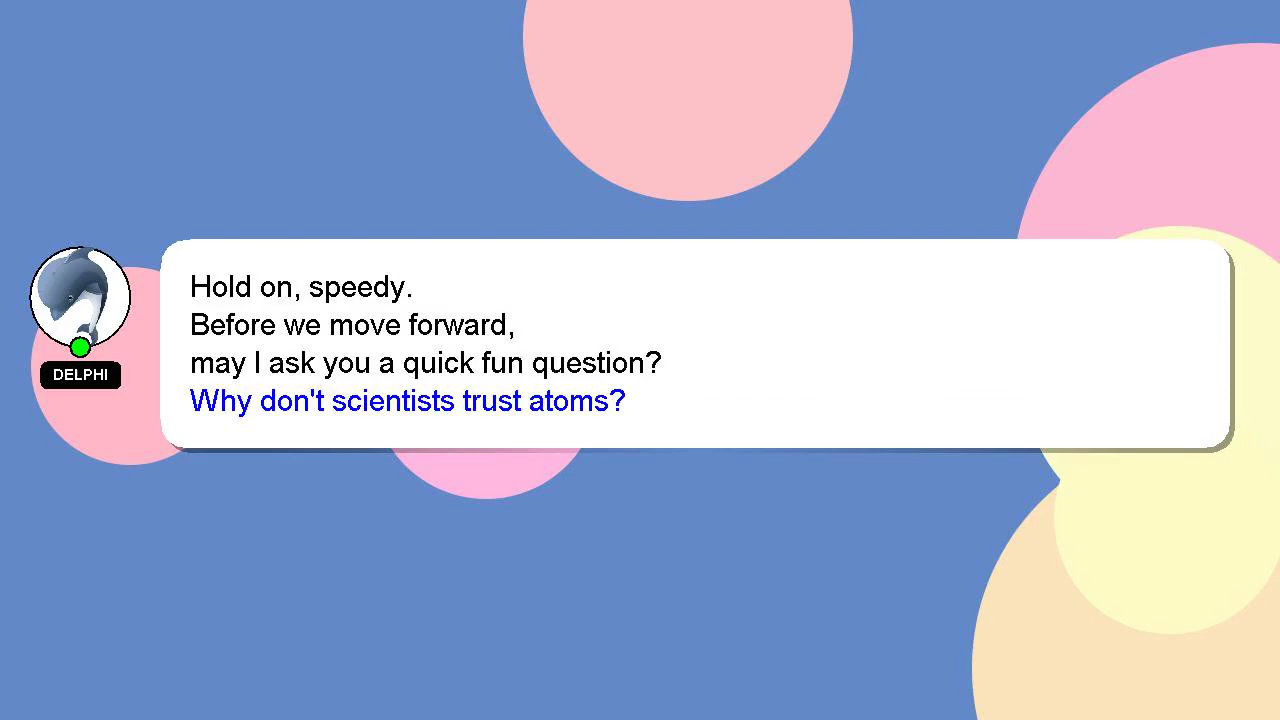 Hold on, speedy.
Before we move forward,
may I ask you a quick fun question?
Why don't scientists trust atoms?
DELPHI